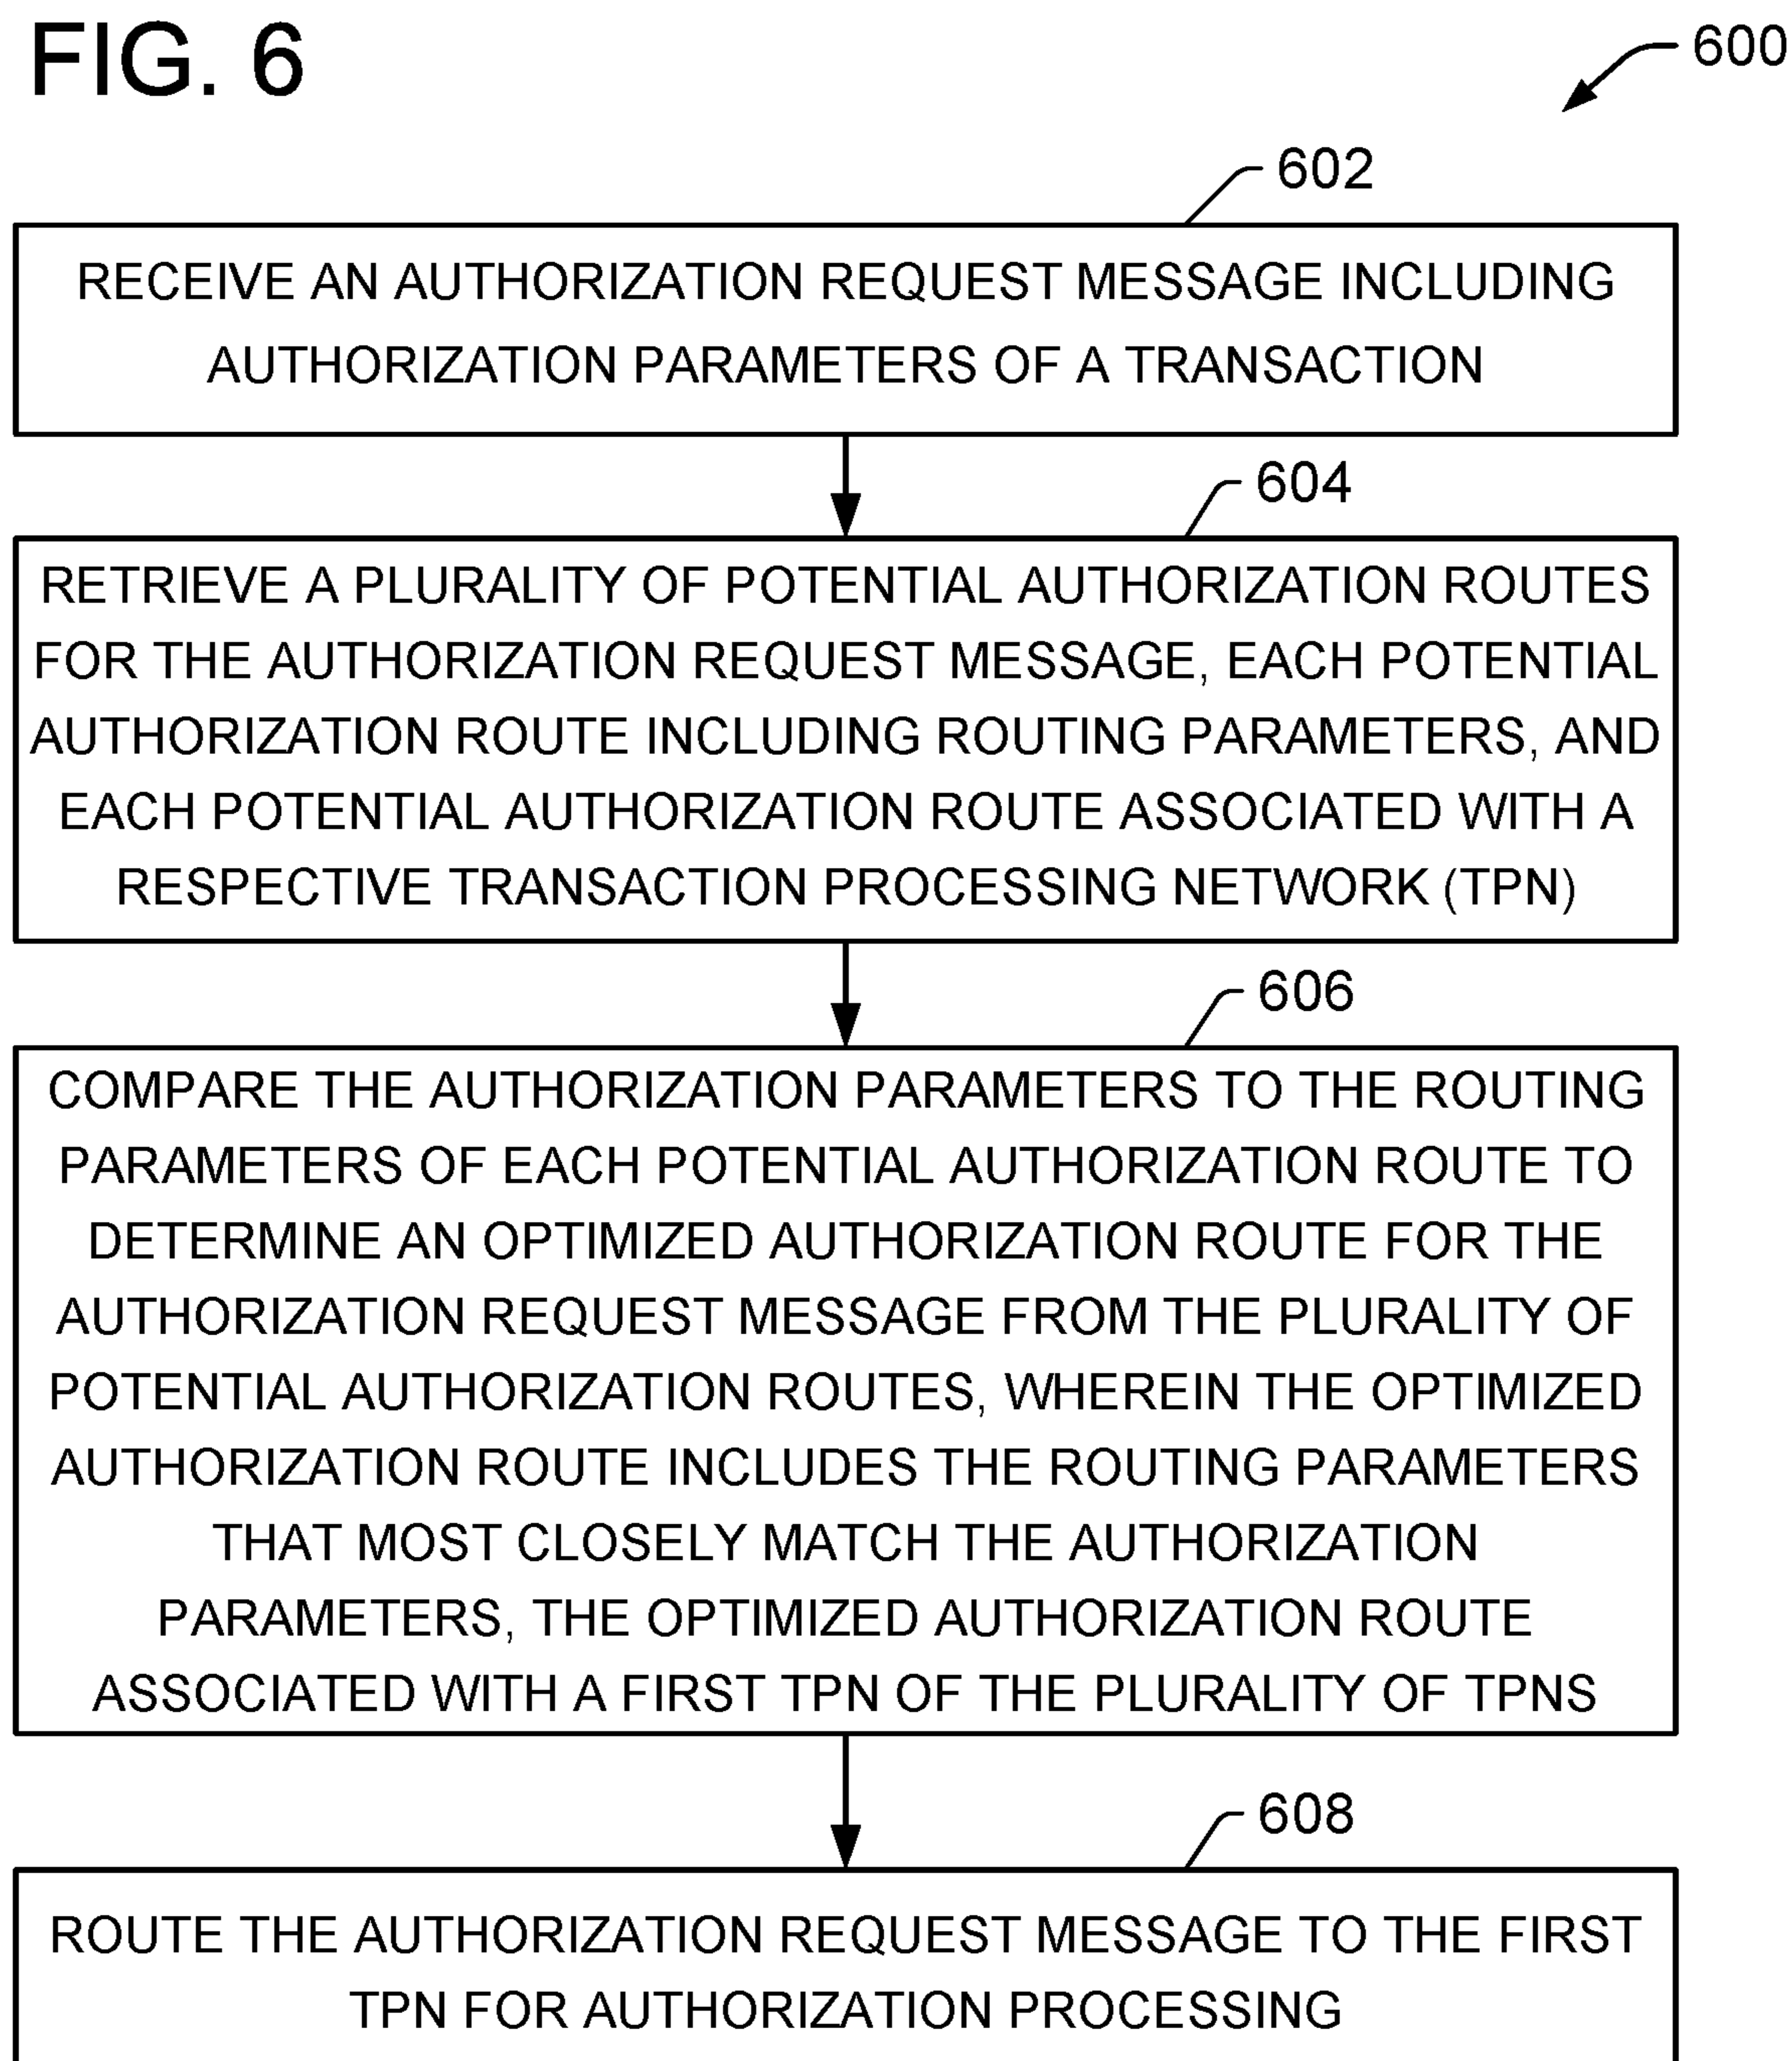 FIG. 6
600
602
RECEIVE AN AUTHORIZATION REQUEST MESSAGE INCLUDING
AUTHORIZATION PARAMETERS OF A TRANSACTION
604
RETRIEVE A PLURALITY OF POTENTIAL AUTHORIZATION ROUTES
FOR THE AUTHORIZATION REQUEST MESSAGE, EACH POTENTIAL
AUTHORIZATION ROUTE INCLUDING ROUTING PARAMETERS, AND
EACH POTENTIAL AUTHORIZATION ROUTE ASSOCIATED WITH A
RESPECTIVE TRANSACTION PROCESSING NETWORK (TPN)
606
COMPARE THE AUTHORIZATION PARAMETERS TO THE ROUTING
PARAMETERS OF EACH POTENTIAL AUTHORIZATION ROUTE TO
DETERMINE AN OPTIMIZED AUTHORIZATION ROUTE FOR THE
AUTHORIZATION REQUEST MESSAGE FROM THE PLURALITY OF
POTENTIAL AUTHORIZATION ROUTES, WHEREIN THE OPTIMIZED
AUTHORIZATION ROUTE INCLUDES THE ROUTING PARAMETERS
THAT MOST CLOSELY MATCH THE AUTHORIZATION
PARAMETERS, THE OPTIMIZED AUTHORIZATION ROUTE
ASSOCIATED WITH A FIRST TPN OF THE PLURALITY OF TPNS
608
ROUTE THE AUTHORIZATION REQUEST MESSAGE TO THE FIRST
TPN FOR AUTHORIZATION PROCESSING